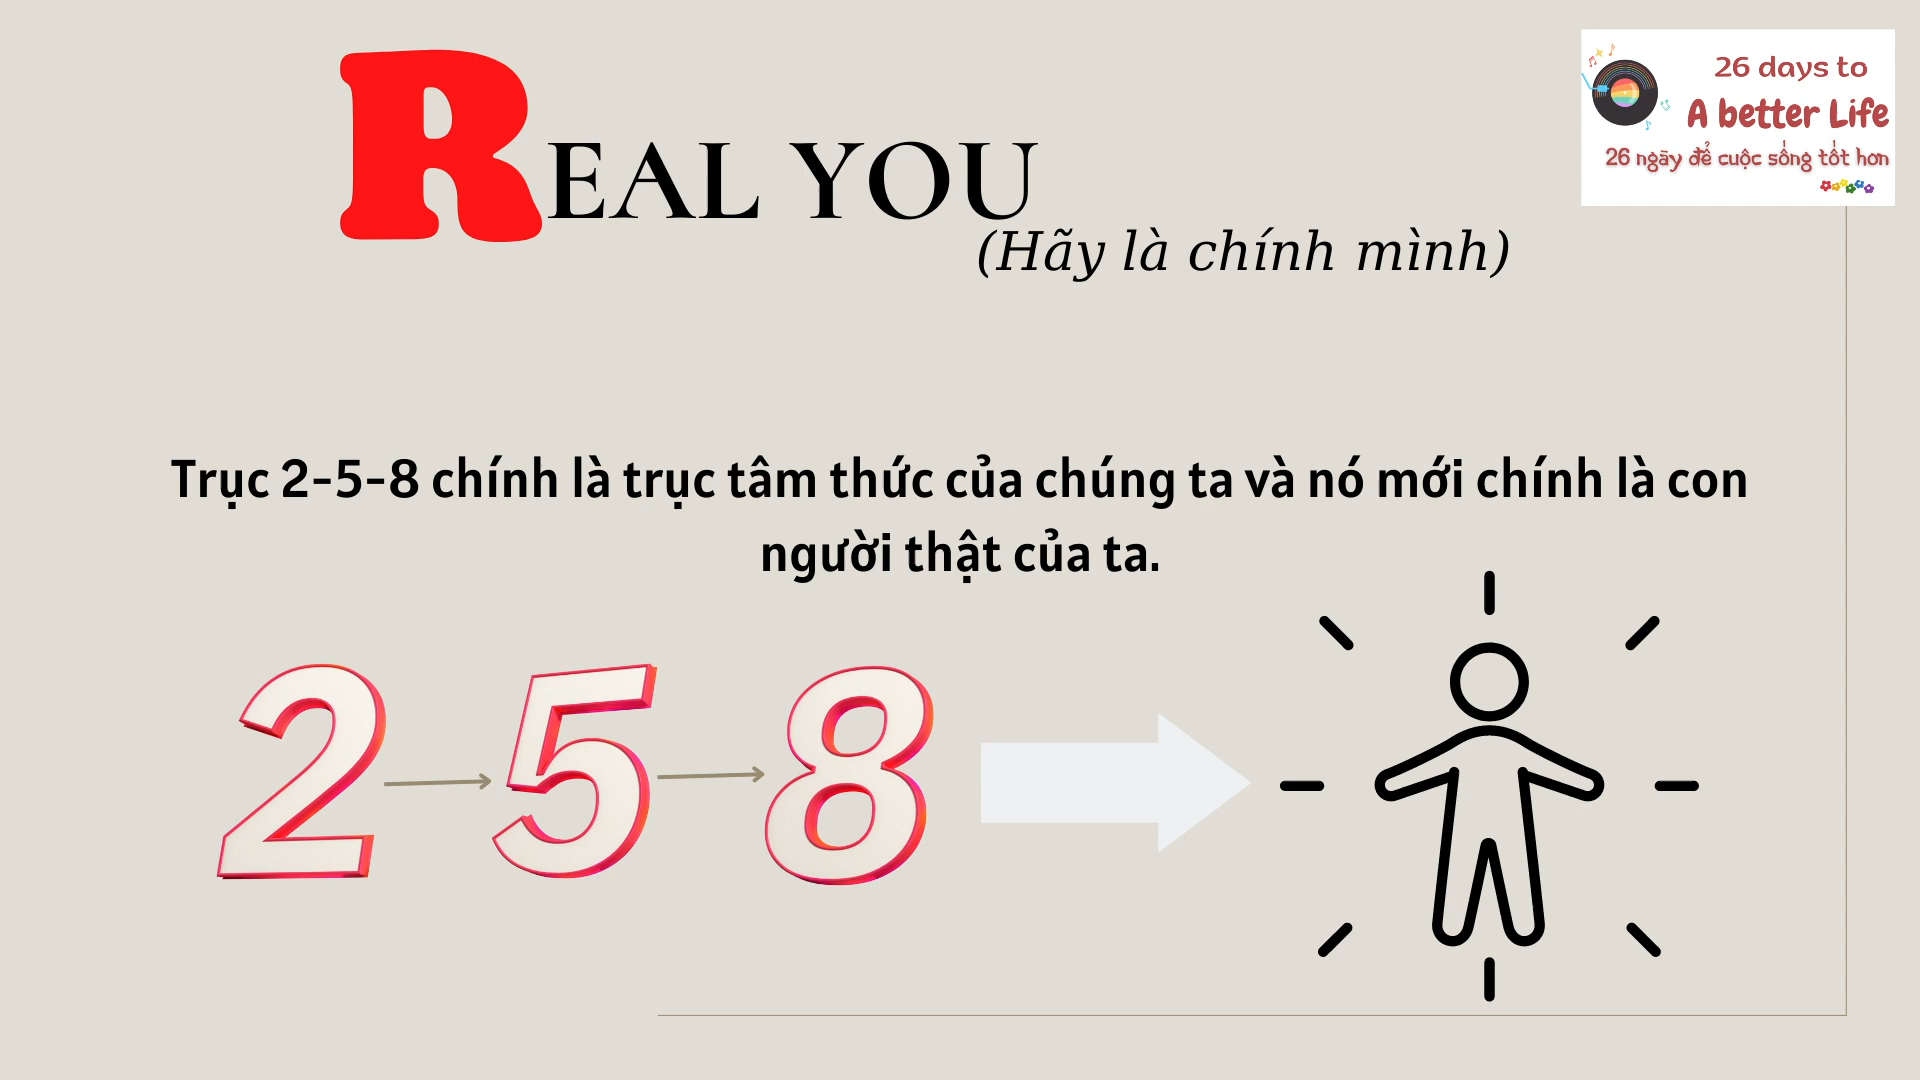 REAL YOU
(Hãy là chính mình)
26 days to
A better Life
26 ngày để cuộc sống tốt hơn
Trục 2-5-8 chính là trục tâm thức của chúng ta và nó mới chính là con
người thật của ta.
2 5 8